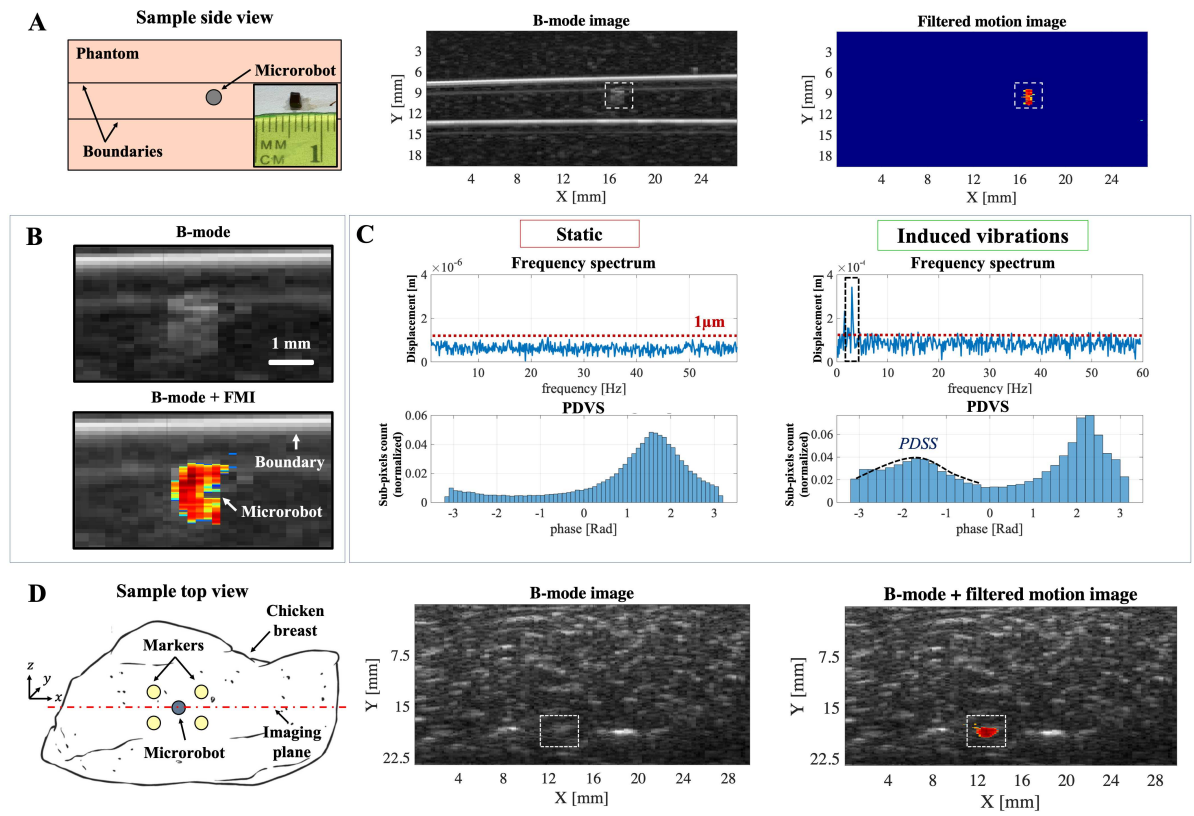 A
Sample side view
Phantom
Microrobot
Boundaries
MM
CM
1
B-mode image
Y [mm]
3
6
9
12
15
18
4
8
12
16
20
24
X [mm]
Filtered motion image
Y [mm]
3
6
9
12
15
18
4
8
12
16
20
24
X [mm]
B
B-mode
1 mm
B-mode + FMI
Boundary
Microrobot
C
Static
Frequency spectrum
×10⁻⁶
Displacement [m]
4
2
0
1μm
10
20
30
40
50
frequency [Hz]
PDVS
Sub-pixels count
(normalized)
0.06
0.04
0.02
0
-3
-2
-1
0
1
2
3
phase [Rad]
Induced vibrations
Frequency spectrum
×10⁻⁴
Displacement [m]
4
2
0
1μm
0
10
20
30
40
50
60
frequency [Hz]
PDVS
Sub-pixels count
(normalized)
0.06
0.04
0.02
0
PDSS
-3
-2
-1
0
1
2
3
phase [Rad]
D
Sample top view
Chicken
breast
Markers
z
y
x
Microrobot
Imaging
plane
B-mode image
Y [mm]
7.5
15
22.5
4
8
12
16
20
24
28
X [mm]
B-mode + filtered motion image
Y [mm]
7.5
15
22.5
4
8
12
16
20
24
28
X [mm]